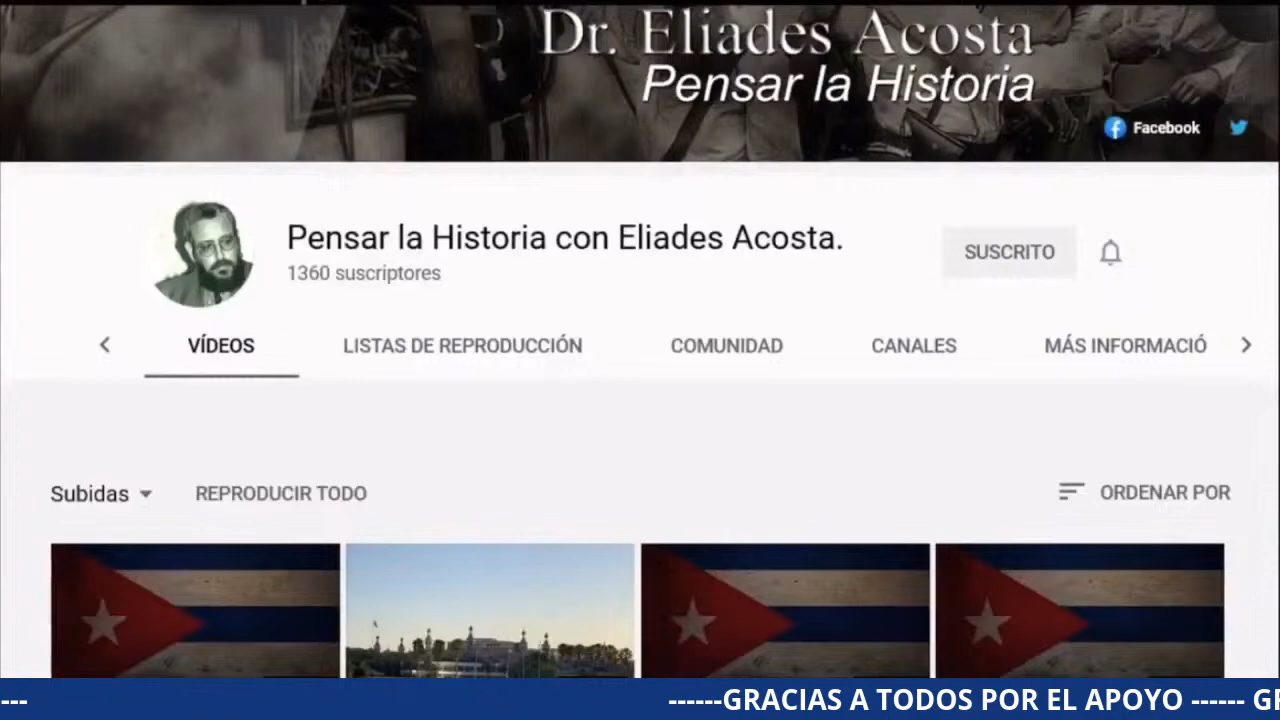 Dr. Eliades Acosta
Pensar la Historia
Facebook
Pensar la Historia con Eliades Acosta.
1360 suscriptores
SUSCRITO
VÍDEOS
LISTAS DE REPRODUCCIÓN
COMUNIDAD
CANALES
MÁS INFORMACIÓ
Subidas
REPRODUCIR TODO
ORDENAR POR
--- ------GRACIAS A TODOS POR EL APOYO ------ GR